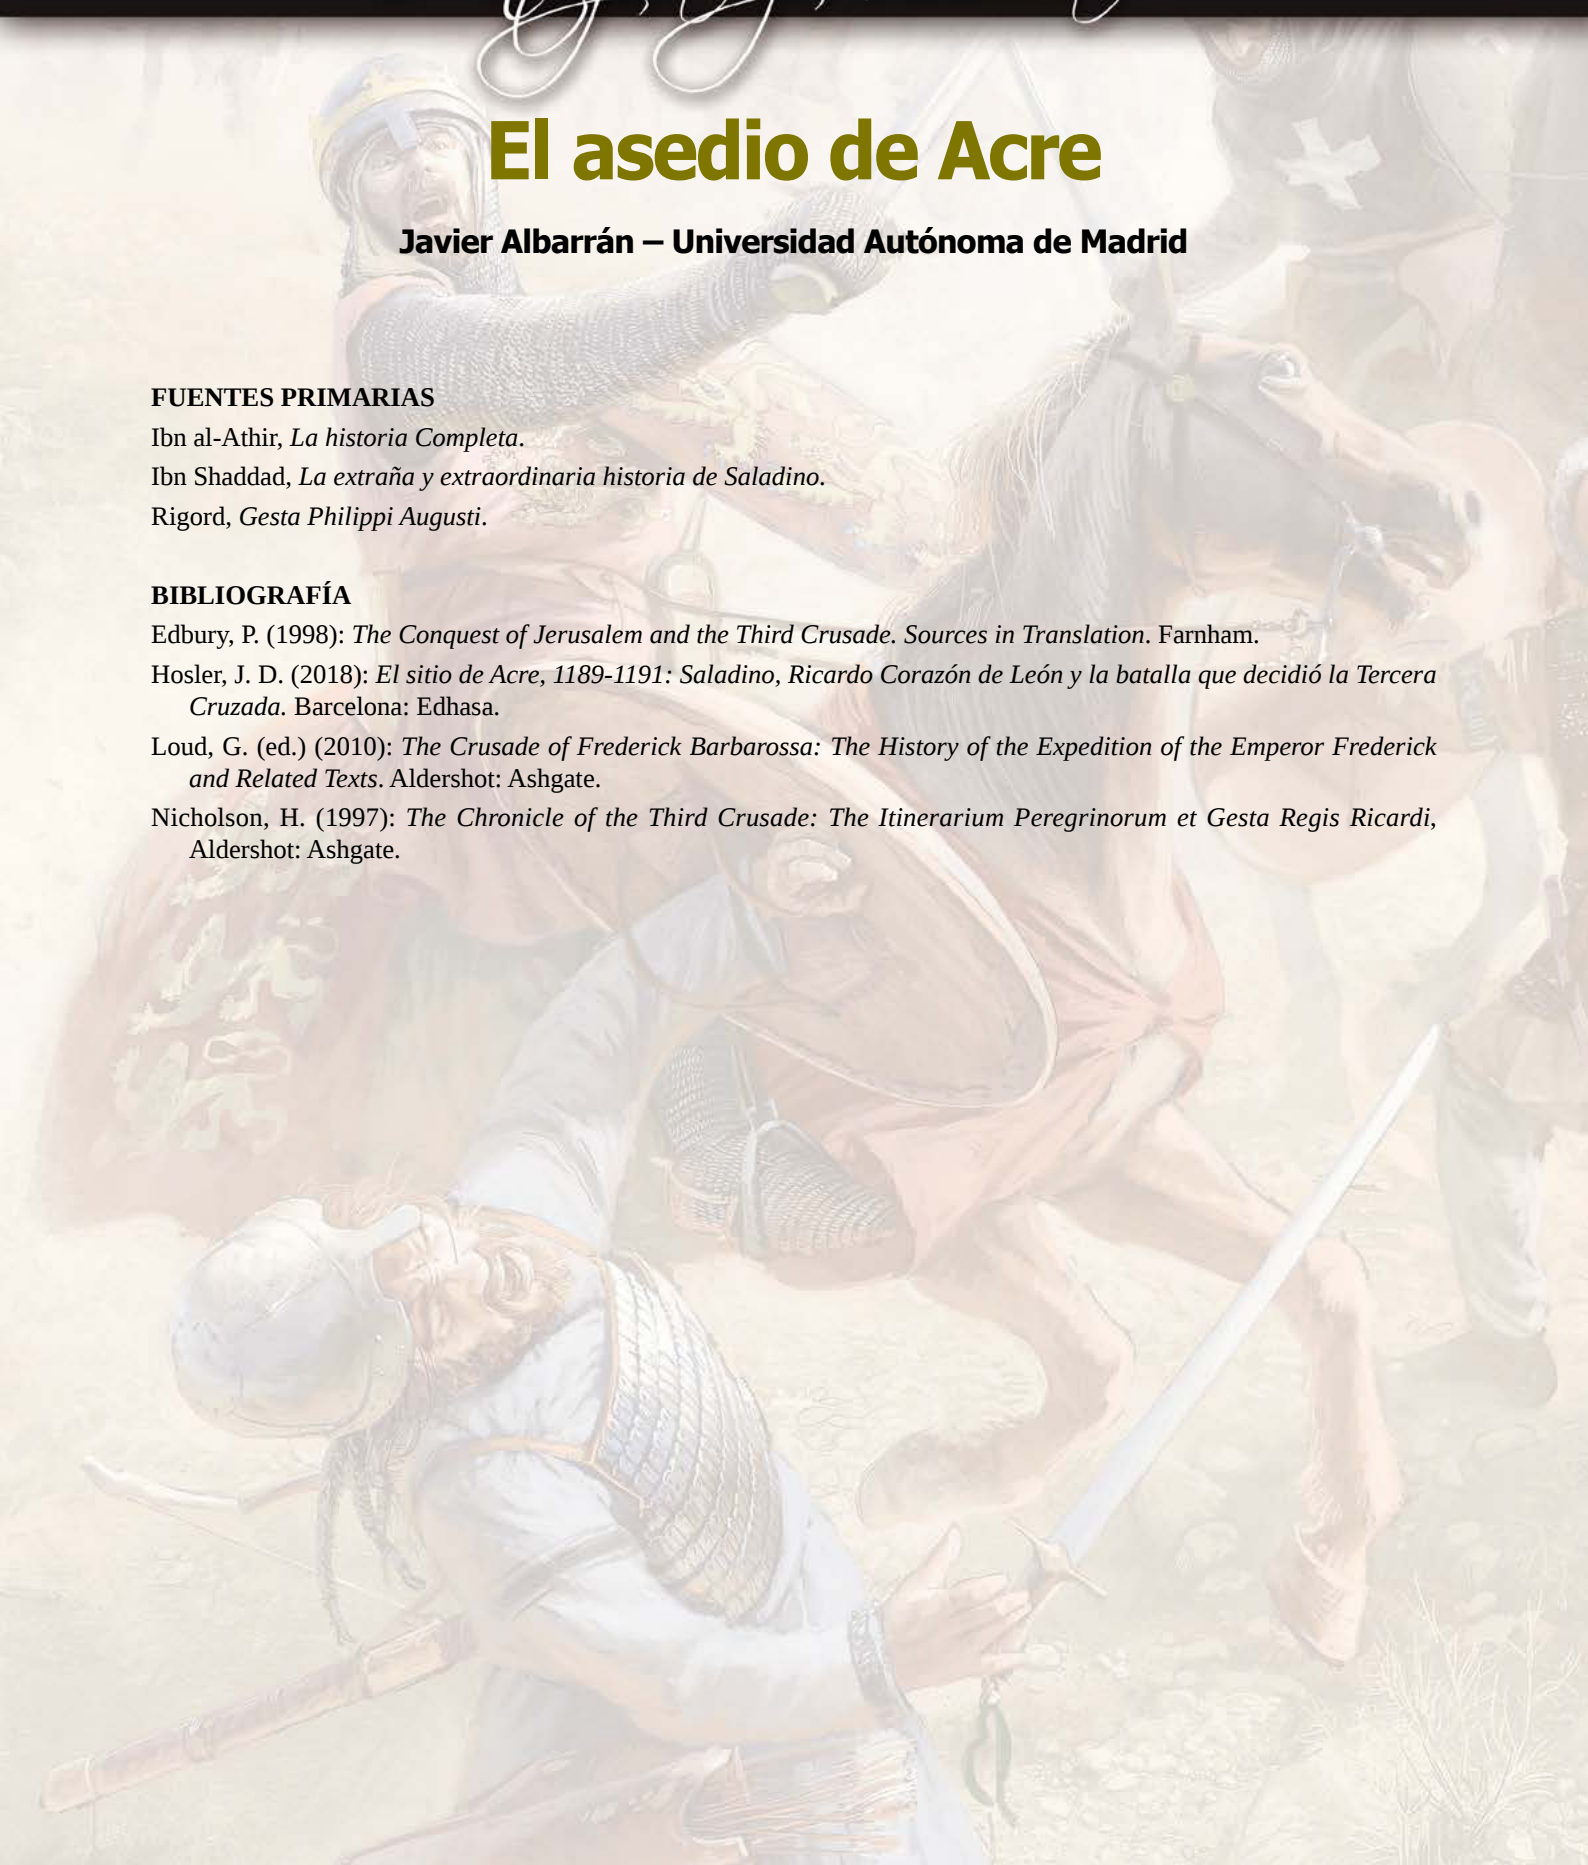 El asedio de Acre
Javier Albarrán – Universidad Autónoma de Madrid
FUENTES PRIMARIAS
Ibn al-Athir, La historia Completa.
Ibn Shaddad, La extraña y extraordinaria historia de Saladino.
Rigord, Gesta Philippi Augusti.
BIBLIOGRAFÍA
Edbury, P. (1998): The Conquest of Jerusalem and the Third Crusade. Sources in Translation. Farnham.
Hosler, J. D. (2018): El sitio de Acre, 1189-1191: Saladino, Ricardo Corazón de León y la batalla que decidió la Tercera
Cruzada. Barcelona: Edhasa.
Loud, G. (ed.) (2010): The Crusade of Frederick Barbarossa: The History of the Expedition of the Emperor Frederick
and Related Texts. Aldershot: Ashgate.
Nicholson, H. (1997): The Chronicle of the Third Crusade: The Itinerarium Peregrinorum et Gesta Regis Ricardi,
Aldershot: Ashgate.